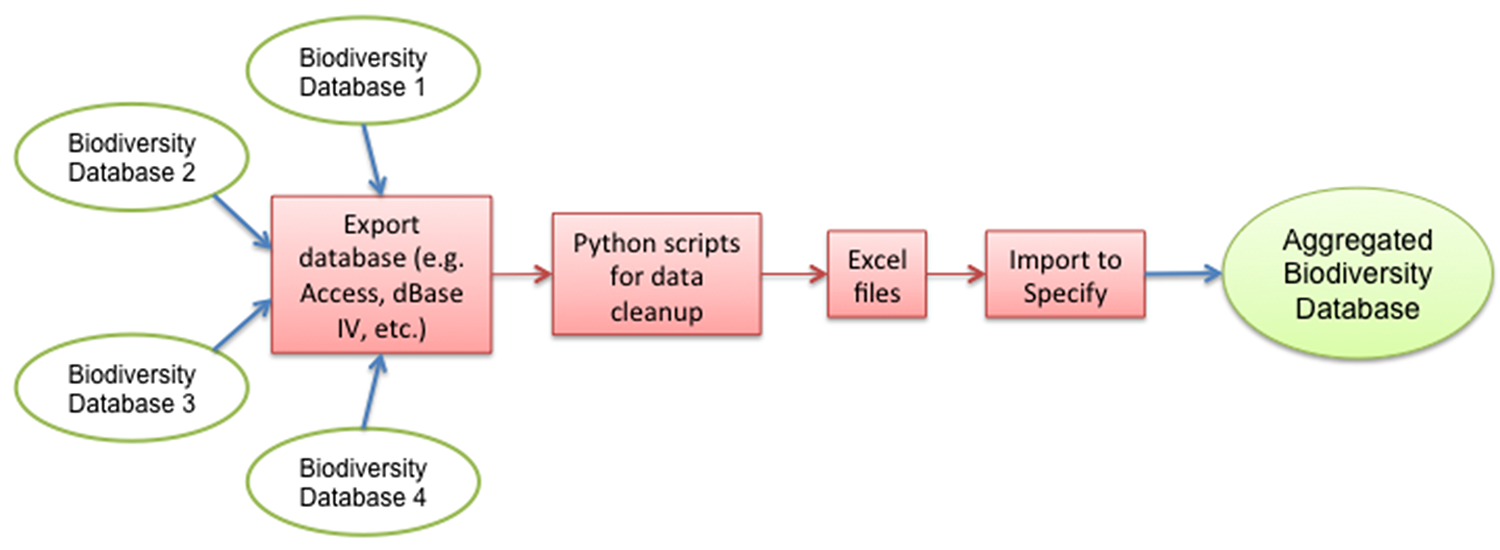 Biodiversity
Database 1
Biodiversity
Database 2
Biodiversity
Database 3
Biodiversity
Database 4
Export
database (e.g.
Access, dBase
IV, etc.)
Python scripts
for data
cleanup
Excel
files
Import to
Specify
Aggregated
Biodiversity
Database